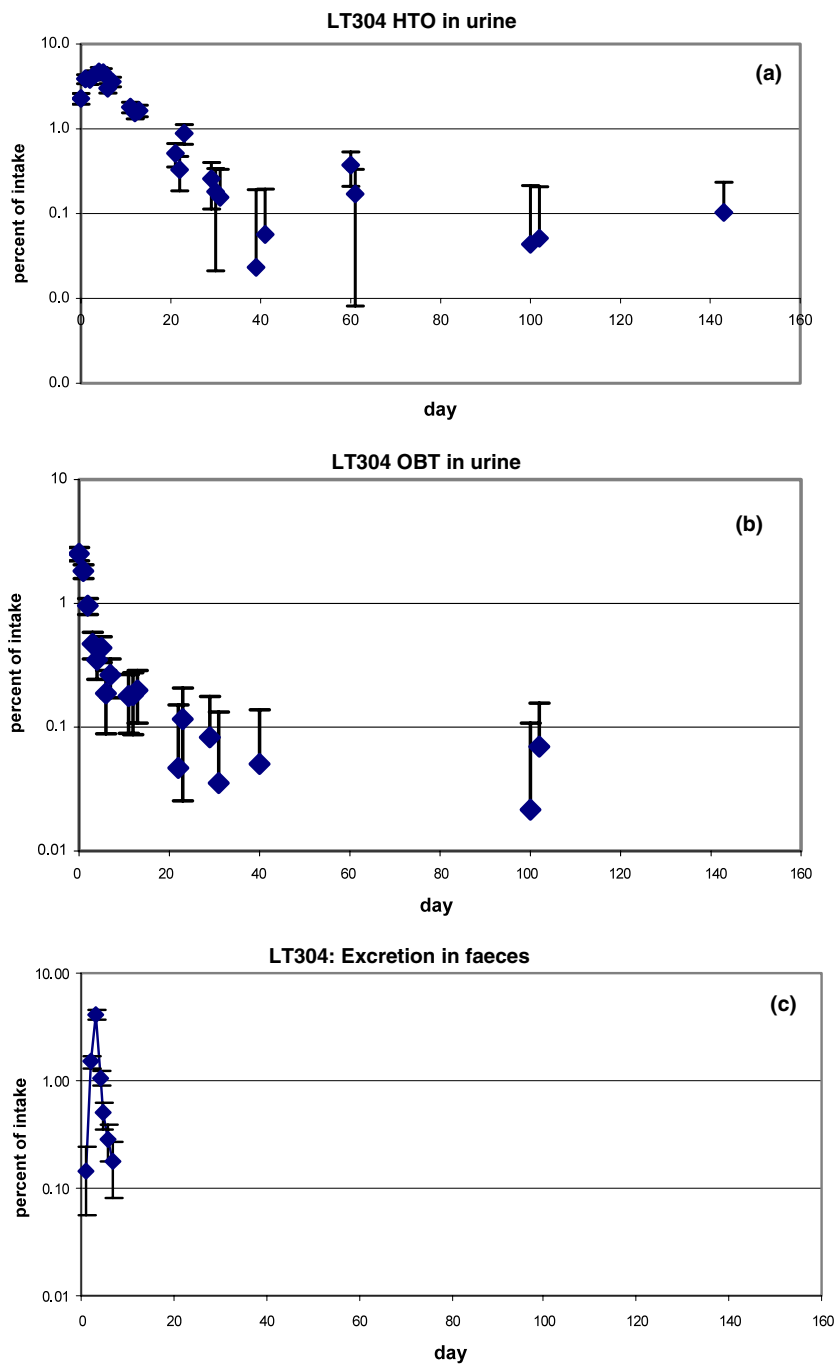 LT304 HTO in urine
(a)
percent of intake
10.0
1.0
0.1
0.0
0.0
0 20 40 60 80 100 120 140 160
day
LT304 OBT in urine
(b)
percent of intake
10
1
0.1
0.01
0 20 40 60 80 100 120 140 160
day
LT304: Excretion in faeces
(c)
percent of intake
10.00
1.00
0.10
0.01
0 20 40 60 80 100 120 140 160
day